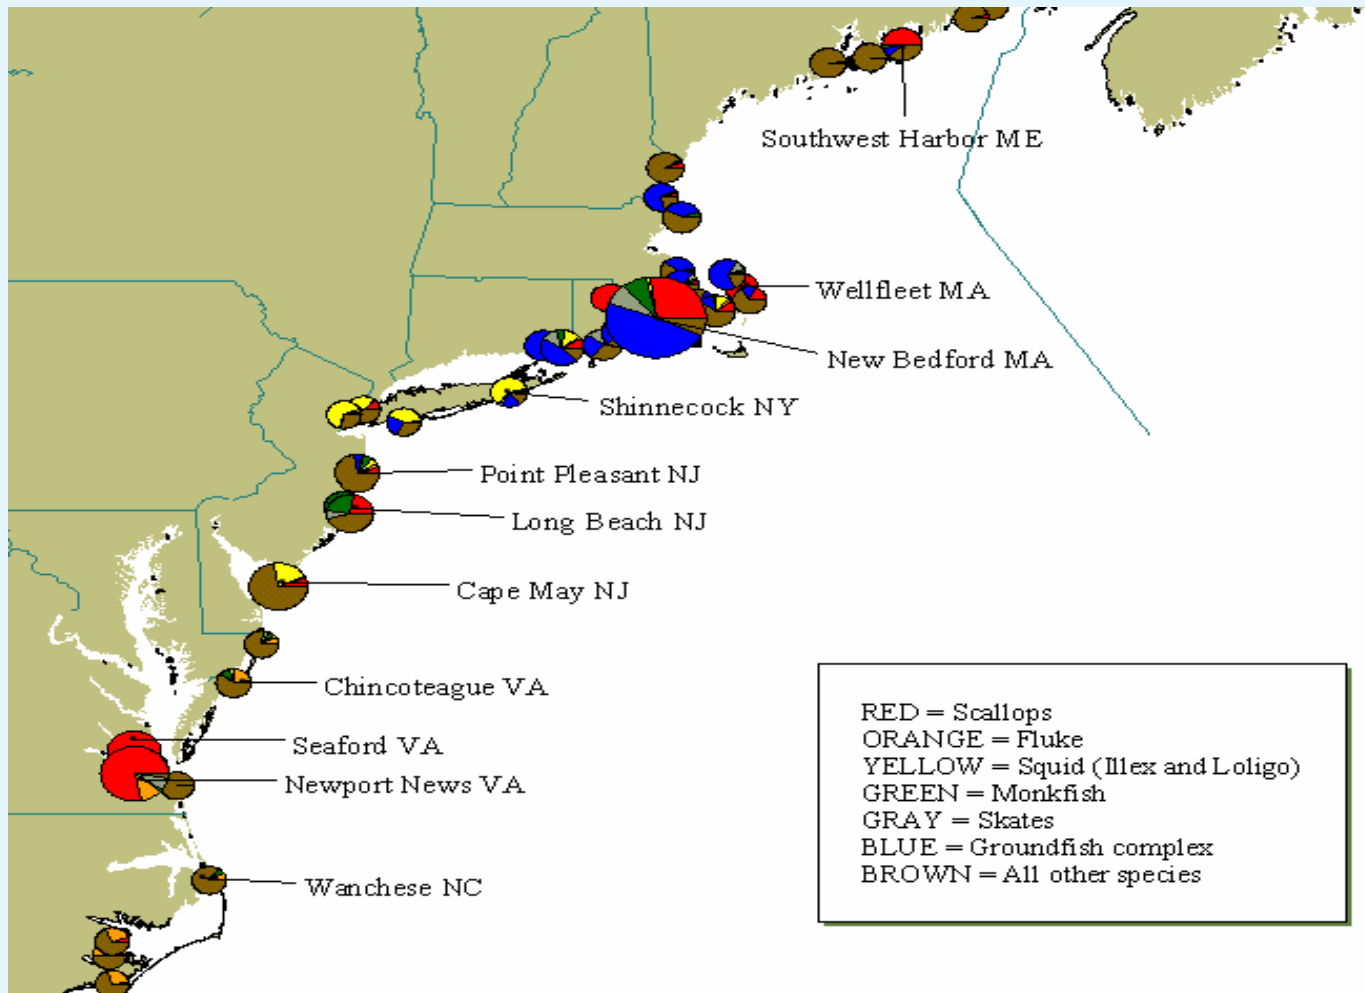 Southwest Harbor ME
Wellfleet MA
New Bedford MA
Shinnecock NY
Point Pleasant NJ
Long Beach NJ
Cape May NJ
Chincoteague VA
Seaford VA
Newport News VA
Wanchese NC
RED = Scallops
ORANGE = Fluke
YELLOW = Squid (Illex and Loligo)
GREEN = Monkfish
GRAY = Skates
BLUE = Groundfish complex
BROWN = All other species